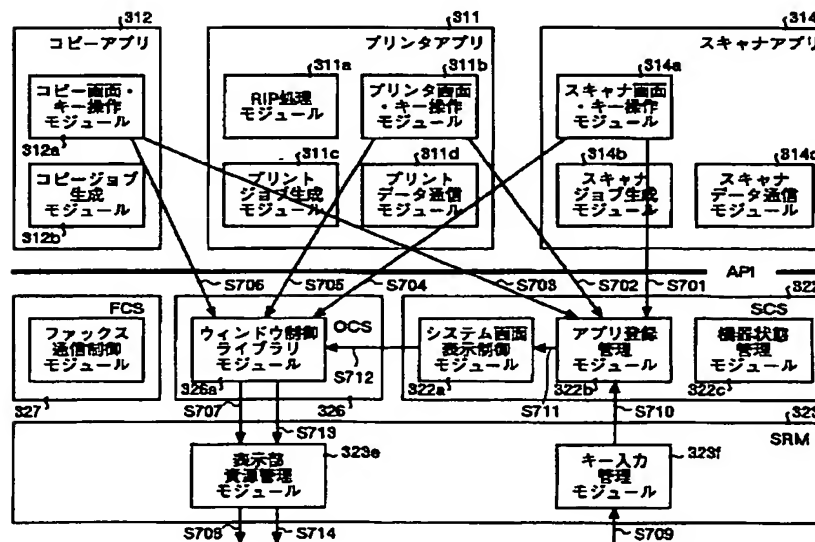 312
コピーアプリ
コピー画面・
キー操作
モジュール
312a
コピージョブ
生成
モジュール
312b
311
プリンタアプリ
311a
RIP処理
モジュール
311b
プリンタ画面
・キー操作
モジュール
311c
プリント
ジョブ生成
モジュール
311d
プリント
データ通信
モジュール
314
スキャナアプリ
314a
スキャナ画面
・キー操作
モジュール
314b
スキャナ
ジョブ生成
モジュール
スキャナ
データ通信
モジュール
API
S706
S705
S704
S703
S702
S701
FCS
ファックス
通信制御
モジュール
327
OCS
ウィンドウ制御
ライブラリ
モジュール
326a
326
S712
322
SCS
システム画面
表示制御
モジュール
322a
S711
アプリ登録
管理
モジュール
322b
機器状態
管理
モジュール
322c
S707
S713
S710
323
SRM
表示部
資源管理
モジュール
323e
キー入力
管理
モジュール
323f
S708
S714
S709